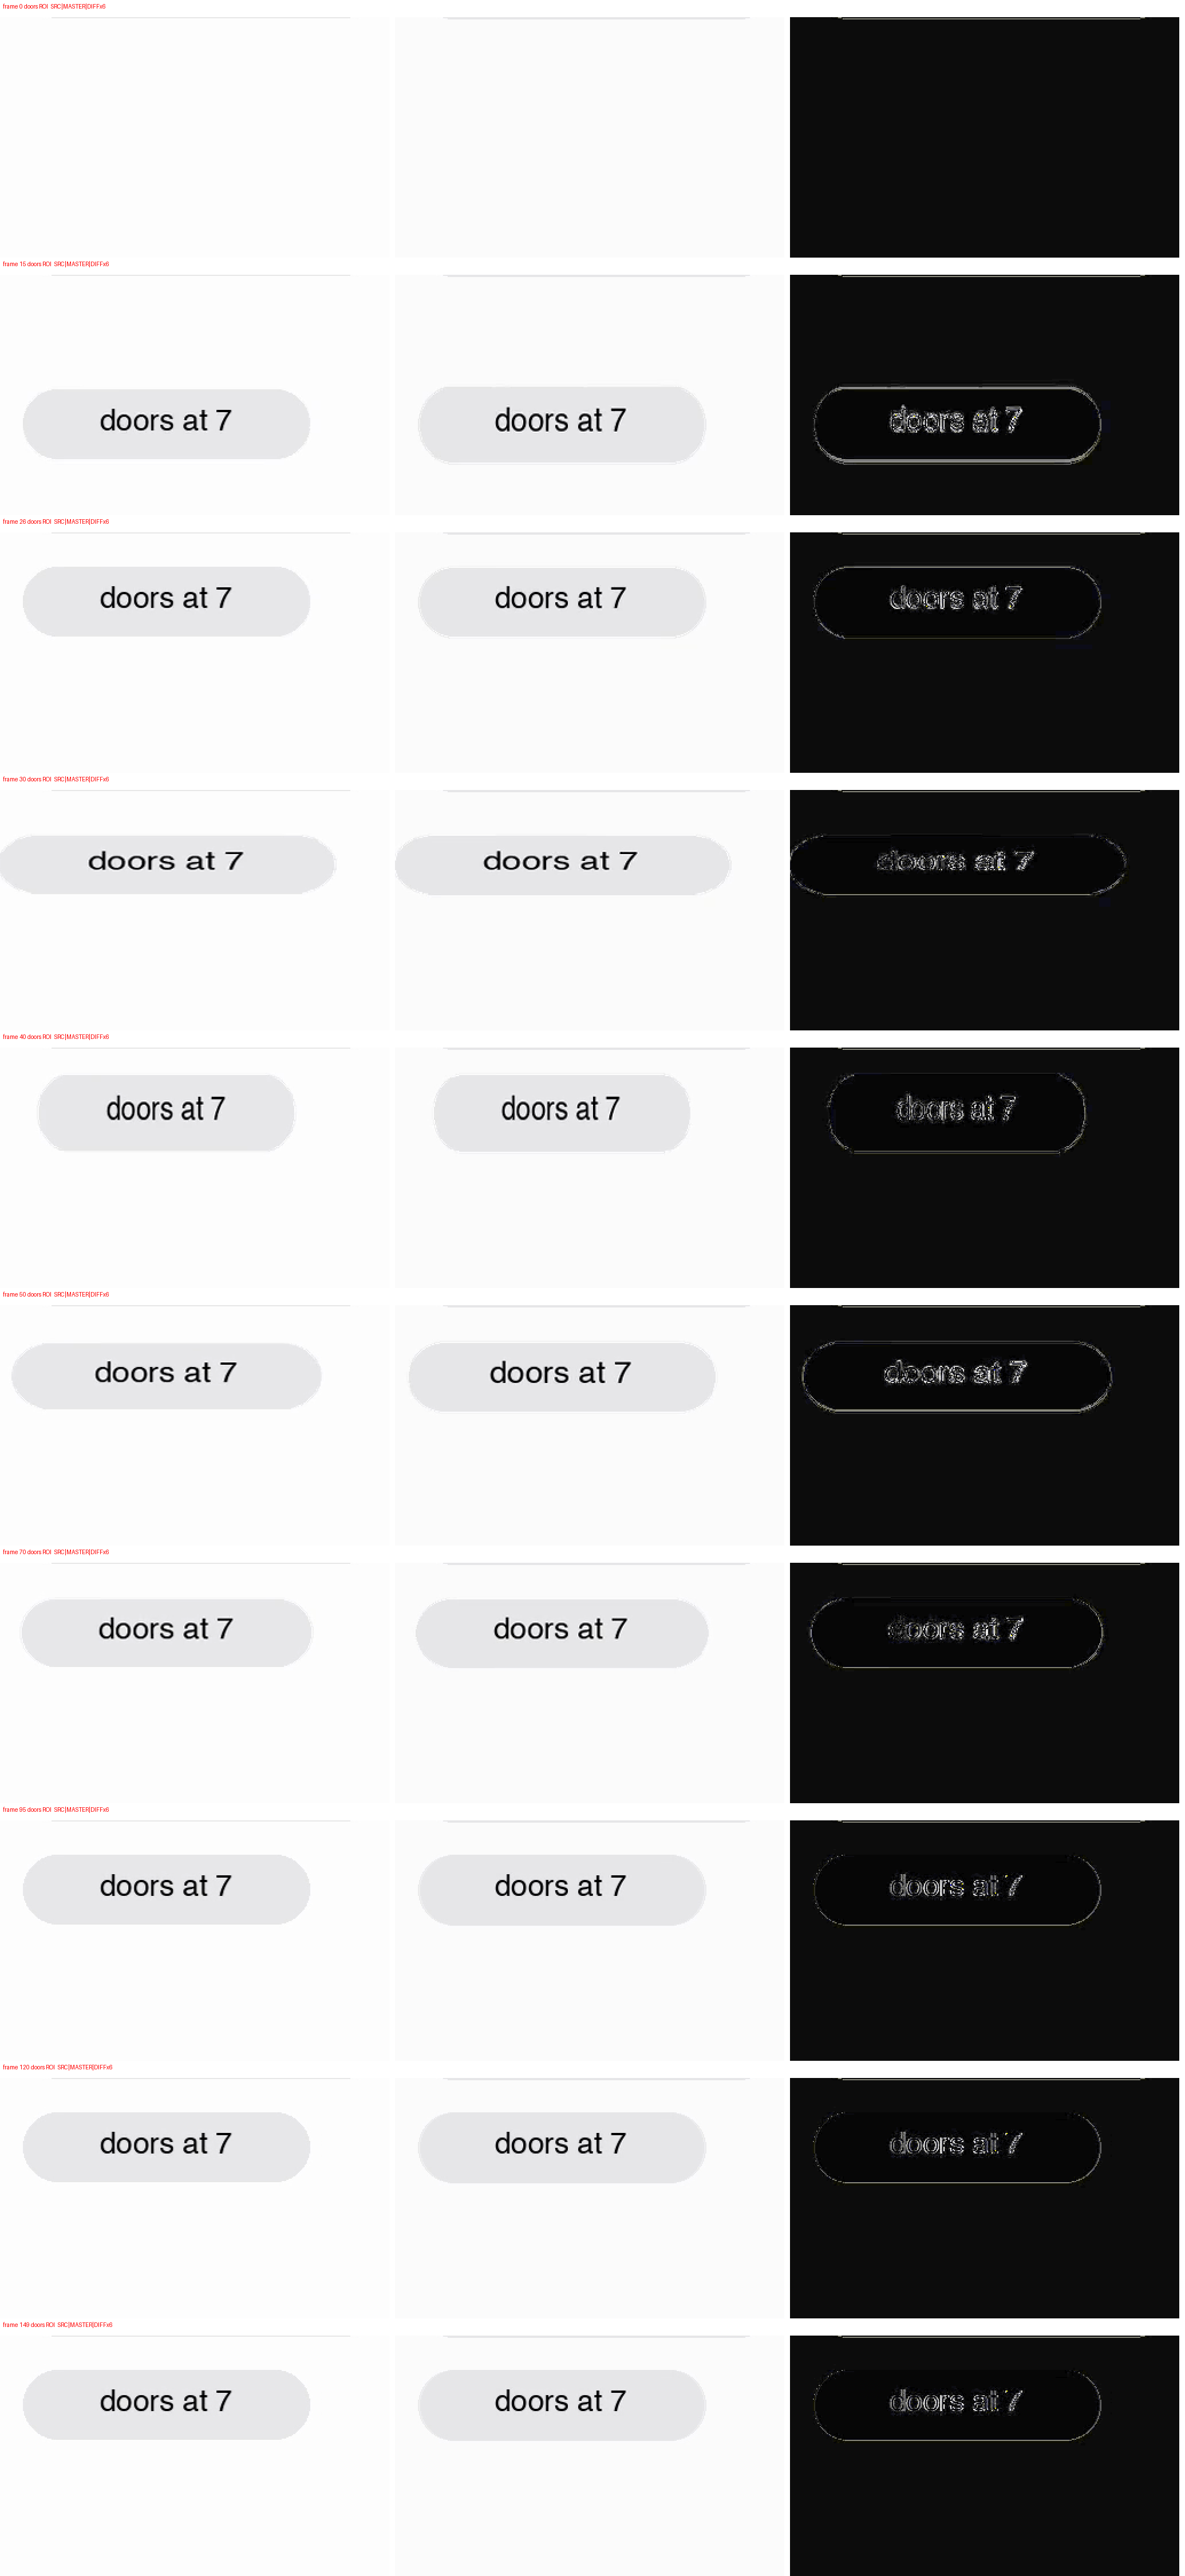 frame 0 doors ROI SRC|MASTER|DIFFx6
frame 15 doors ROI SRC|MASTER|DIFFx6
doors at 7 doors at 7 doors at 7
frame 26 doors ROI SRC|MASTER|DIFFx6
doors at 7 doors at 7 doors at 7
frame 30 doors ROI SRC|MASTER|DIFFx6
doors at 7 doors at 7 doors at 7
frame 40 doors ROI SRC|MASTER|DIFFx6
doors at 7 doors at 7 doors at 7
frame 50 doors ROI SRC|MASTER|DIFFx6
doors at 7 doors at 7 doors at 7
frame 70 doors ROI SRC|MASTER|DIFFx6
doors at 7 doors at 7 doors at 7
frame 95 doors ROI SRC|MASTER|DIFFx6
doors at 7 doors at 7 doors at 7
frame 120 doors ROI SRC|MASTER|DIFFx6
doors at 7 doors at 7 doors at 7
frame 149 doors ROI SRC|MASTER|DIFFx6
doors at 7 doors at 7 doors at 7